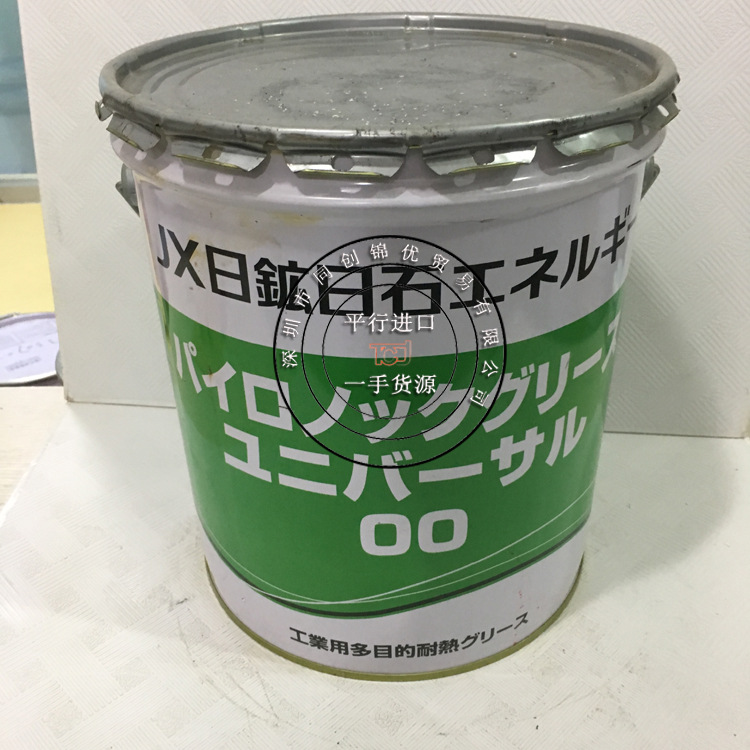 JX日鉱日石エネルギー
パイロノックグリース
ユニバーサル
00
工業用多目的耐熱グリース
深圳市同创锦优贸易有限公司
平行进口
TCJ
一手货源